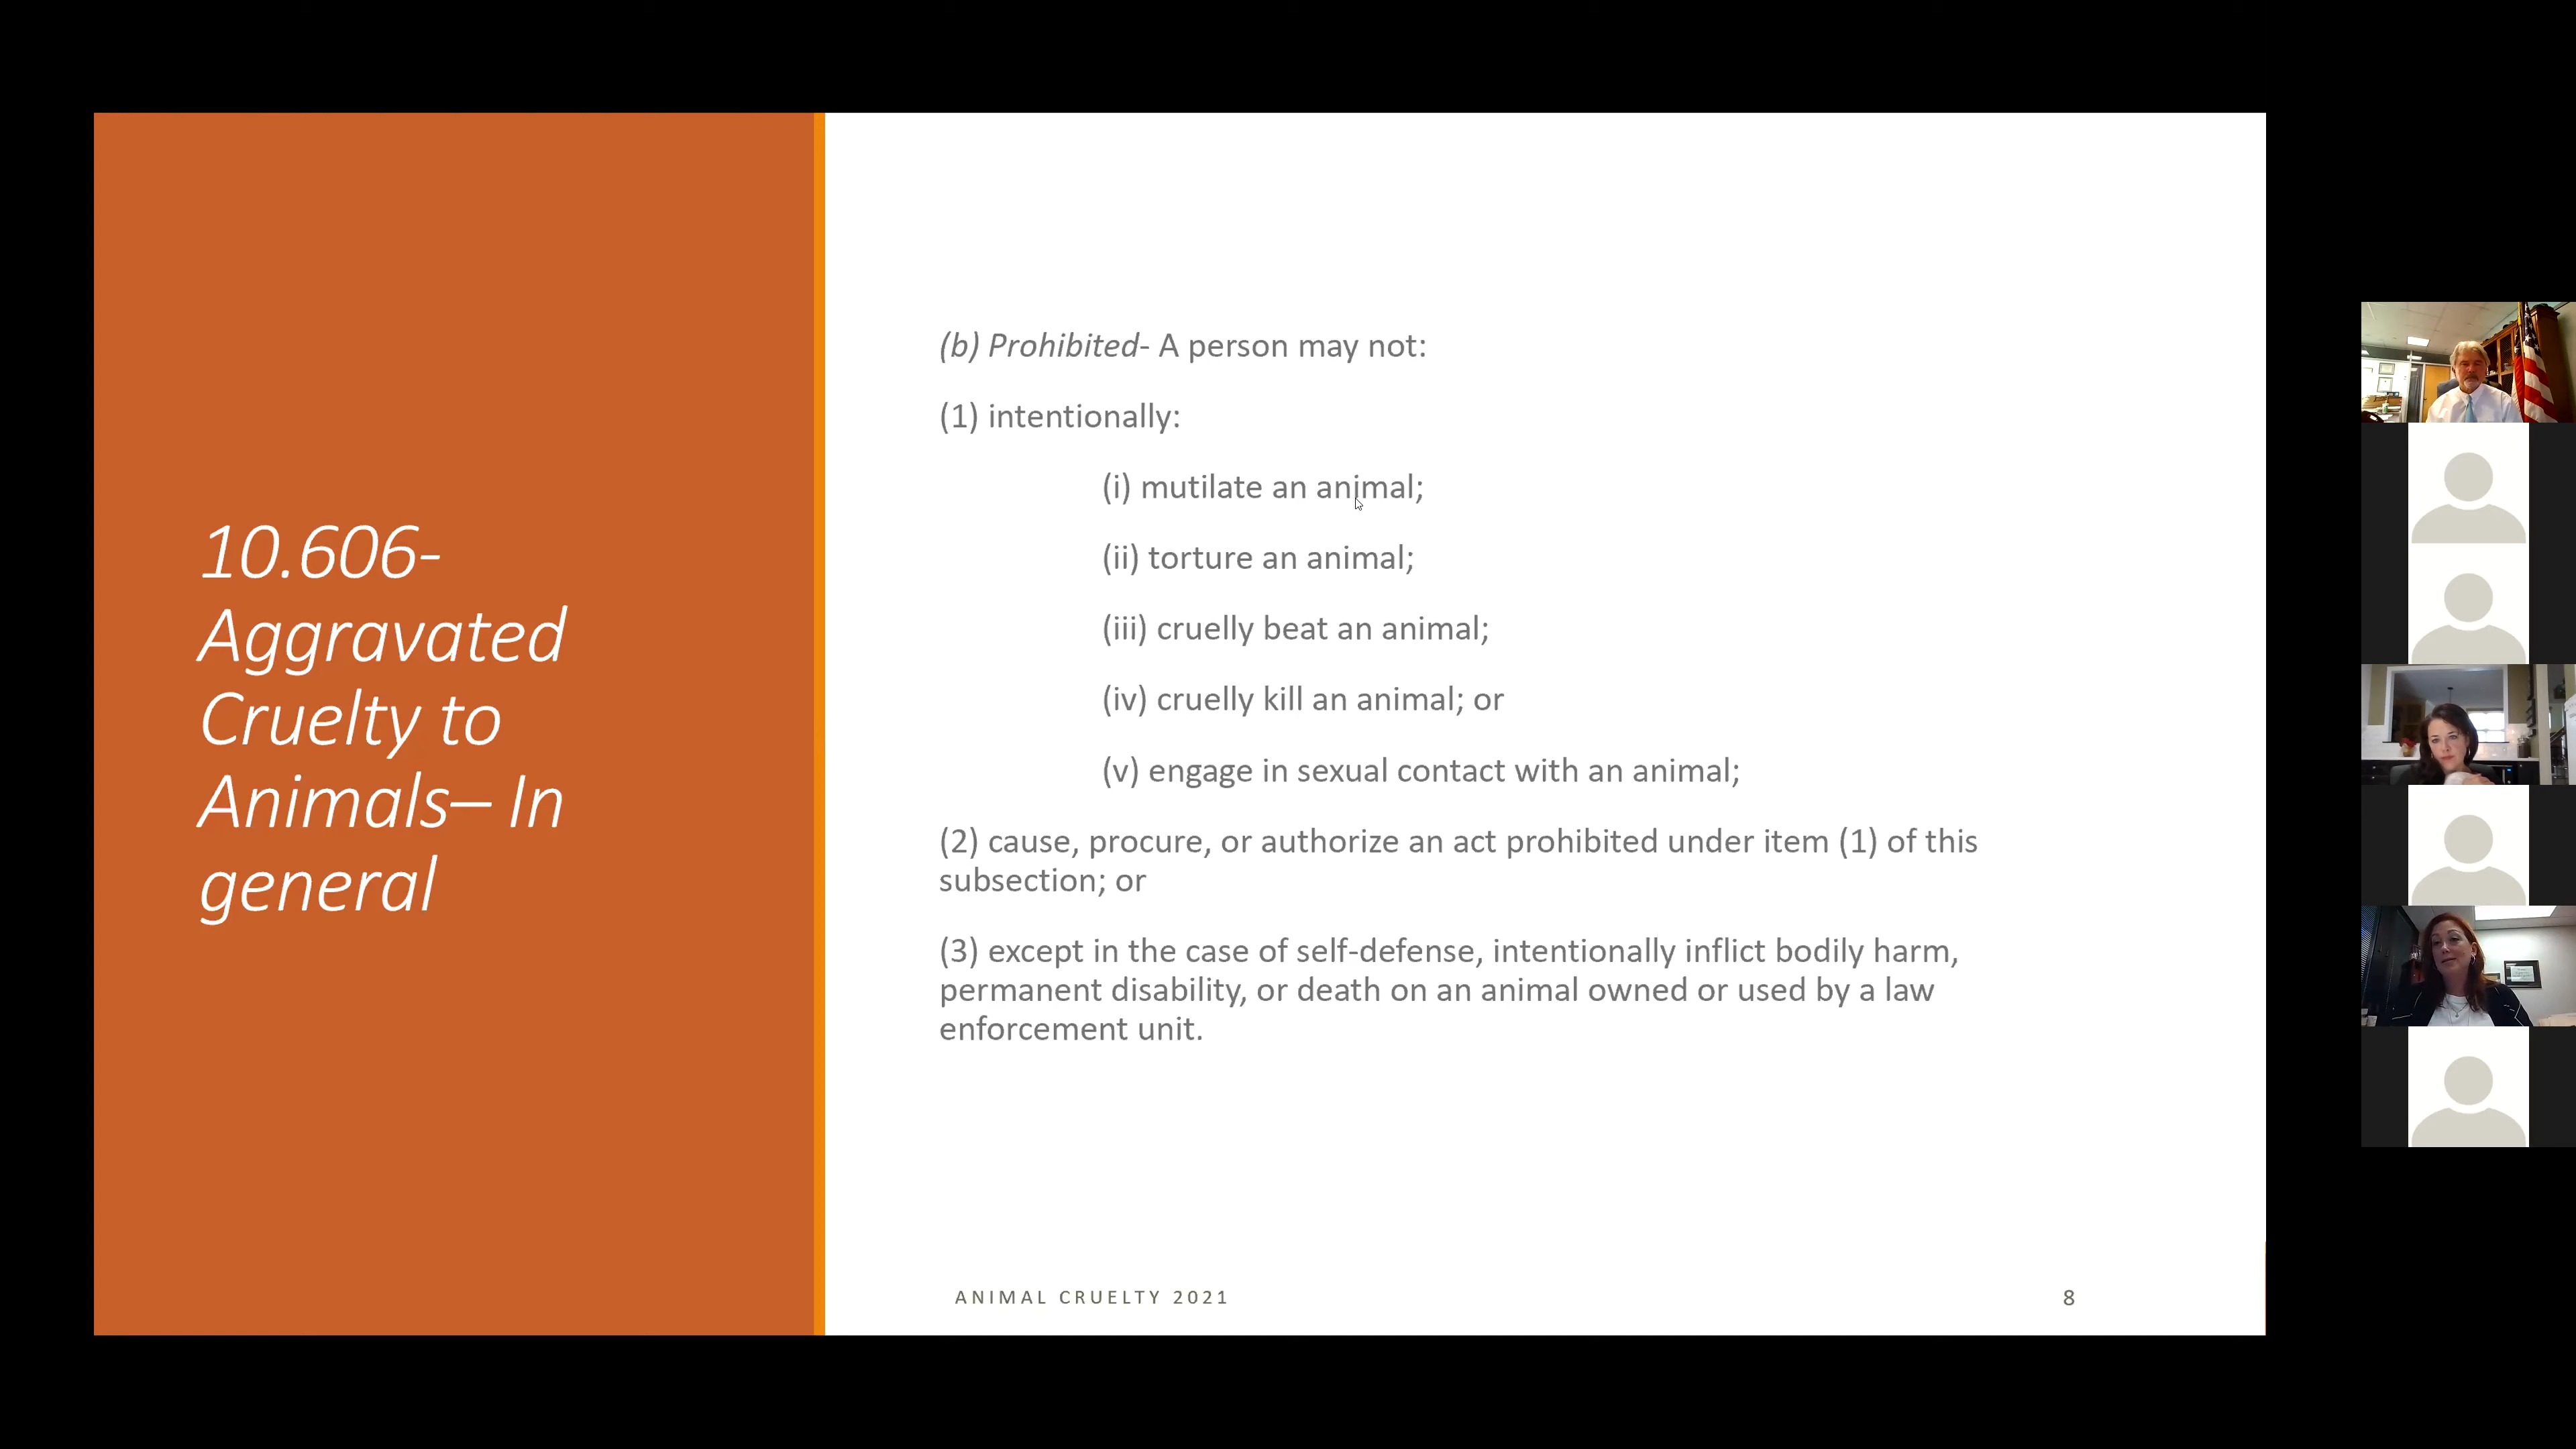 10.606-
Aggravated
Cruelty to
Animals– In
general
(b) Prohibited- A person may not:
(1) intentionally:
(i) mutilate an animal;
(ii) torture an animal;
(iii) cruelly beat an animal;
(iv) cruelly kill an animal; or
(v) engage in sexual contact with an animal;
(2) cause, procure, or authorize an act prohibited under item (1) of this
subsection; or
(3) except in the case of self-defense, intentionally inflict bodily harm,
permanent disability, or death on an animal owned or used by a law
enforcement unit.
ANIMAL CRUELTY 2021
8